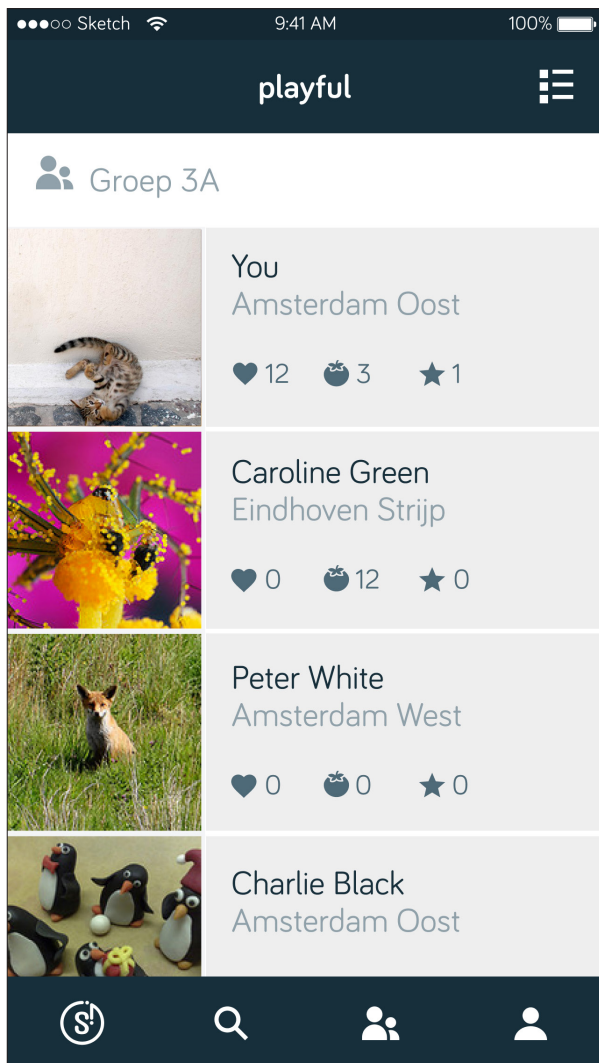 Sketch 9:41 AM 100%
playful
Groep 3A
You
Amsterdam Oost
12 3 1
Caroline Green
Eindhoven Strijp
0 12 0
Peter White
Amsterdam West
0 0 0
Charlie Black
Amsterdam Oost
S!